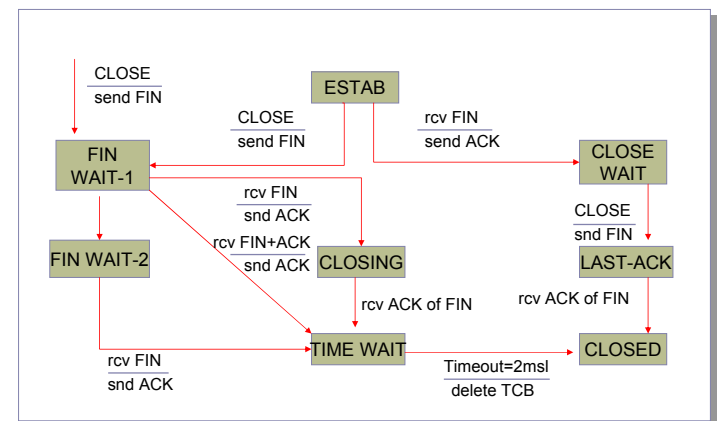 CLOSE
send FIN
ESTAB
CLOSE
send FIN
rcv FIN
send ACK
FIN
WAIT-1
CLOSE
WAIT
rcv FIN
snd ACK
CLOSE
snd FIN
rcv FIN+ACK
snd ACK
FIN WAIT-2
CLOSING
LAST-ACK
rcv ACK of FIN
rcv ACK of FIN
TIME WAIT
CLOSED
rcv FIN
snd ACK
Timeout=2msl
delete TCB